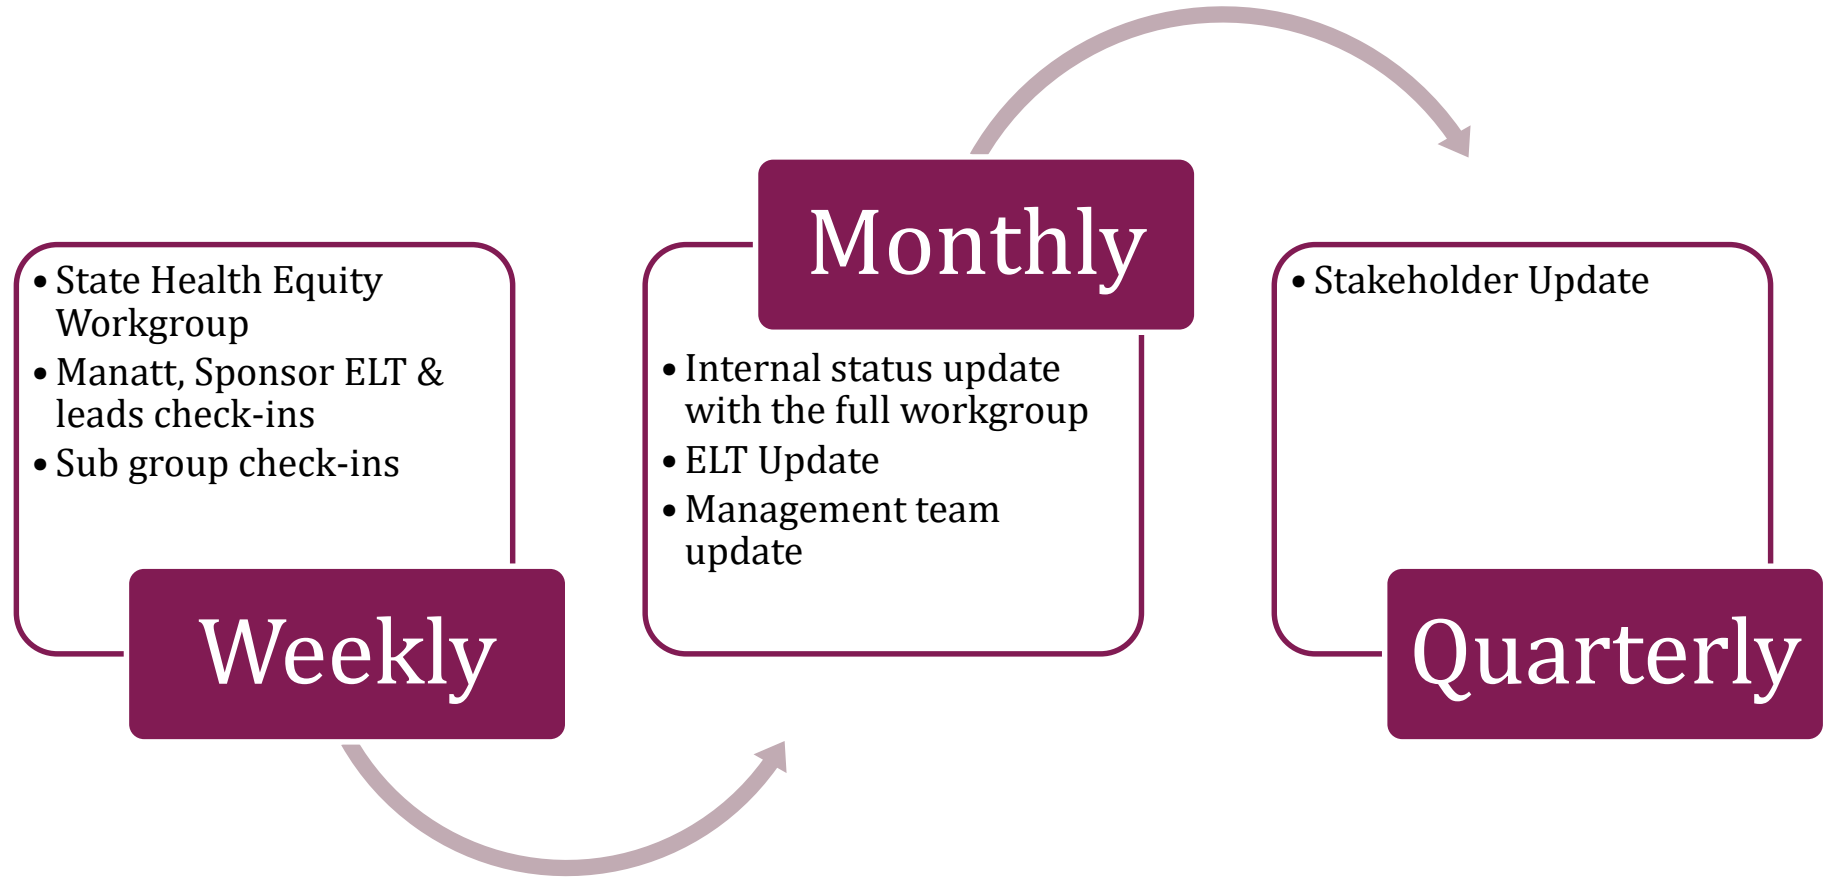 • State Health Equity
Workgroup
• Manatt, Sponsor ELT &
leads check-ins
• Sub group check-ins
Weekly
Monthly
• Internal status update
with the full workgroup
• ELT Update
• Management team
update
• Stakeholder Update
Quarterly